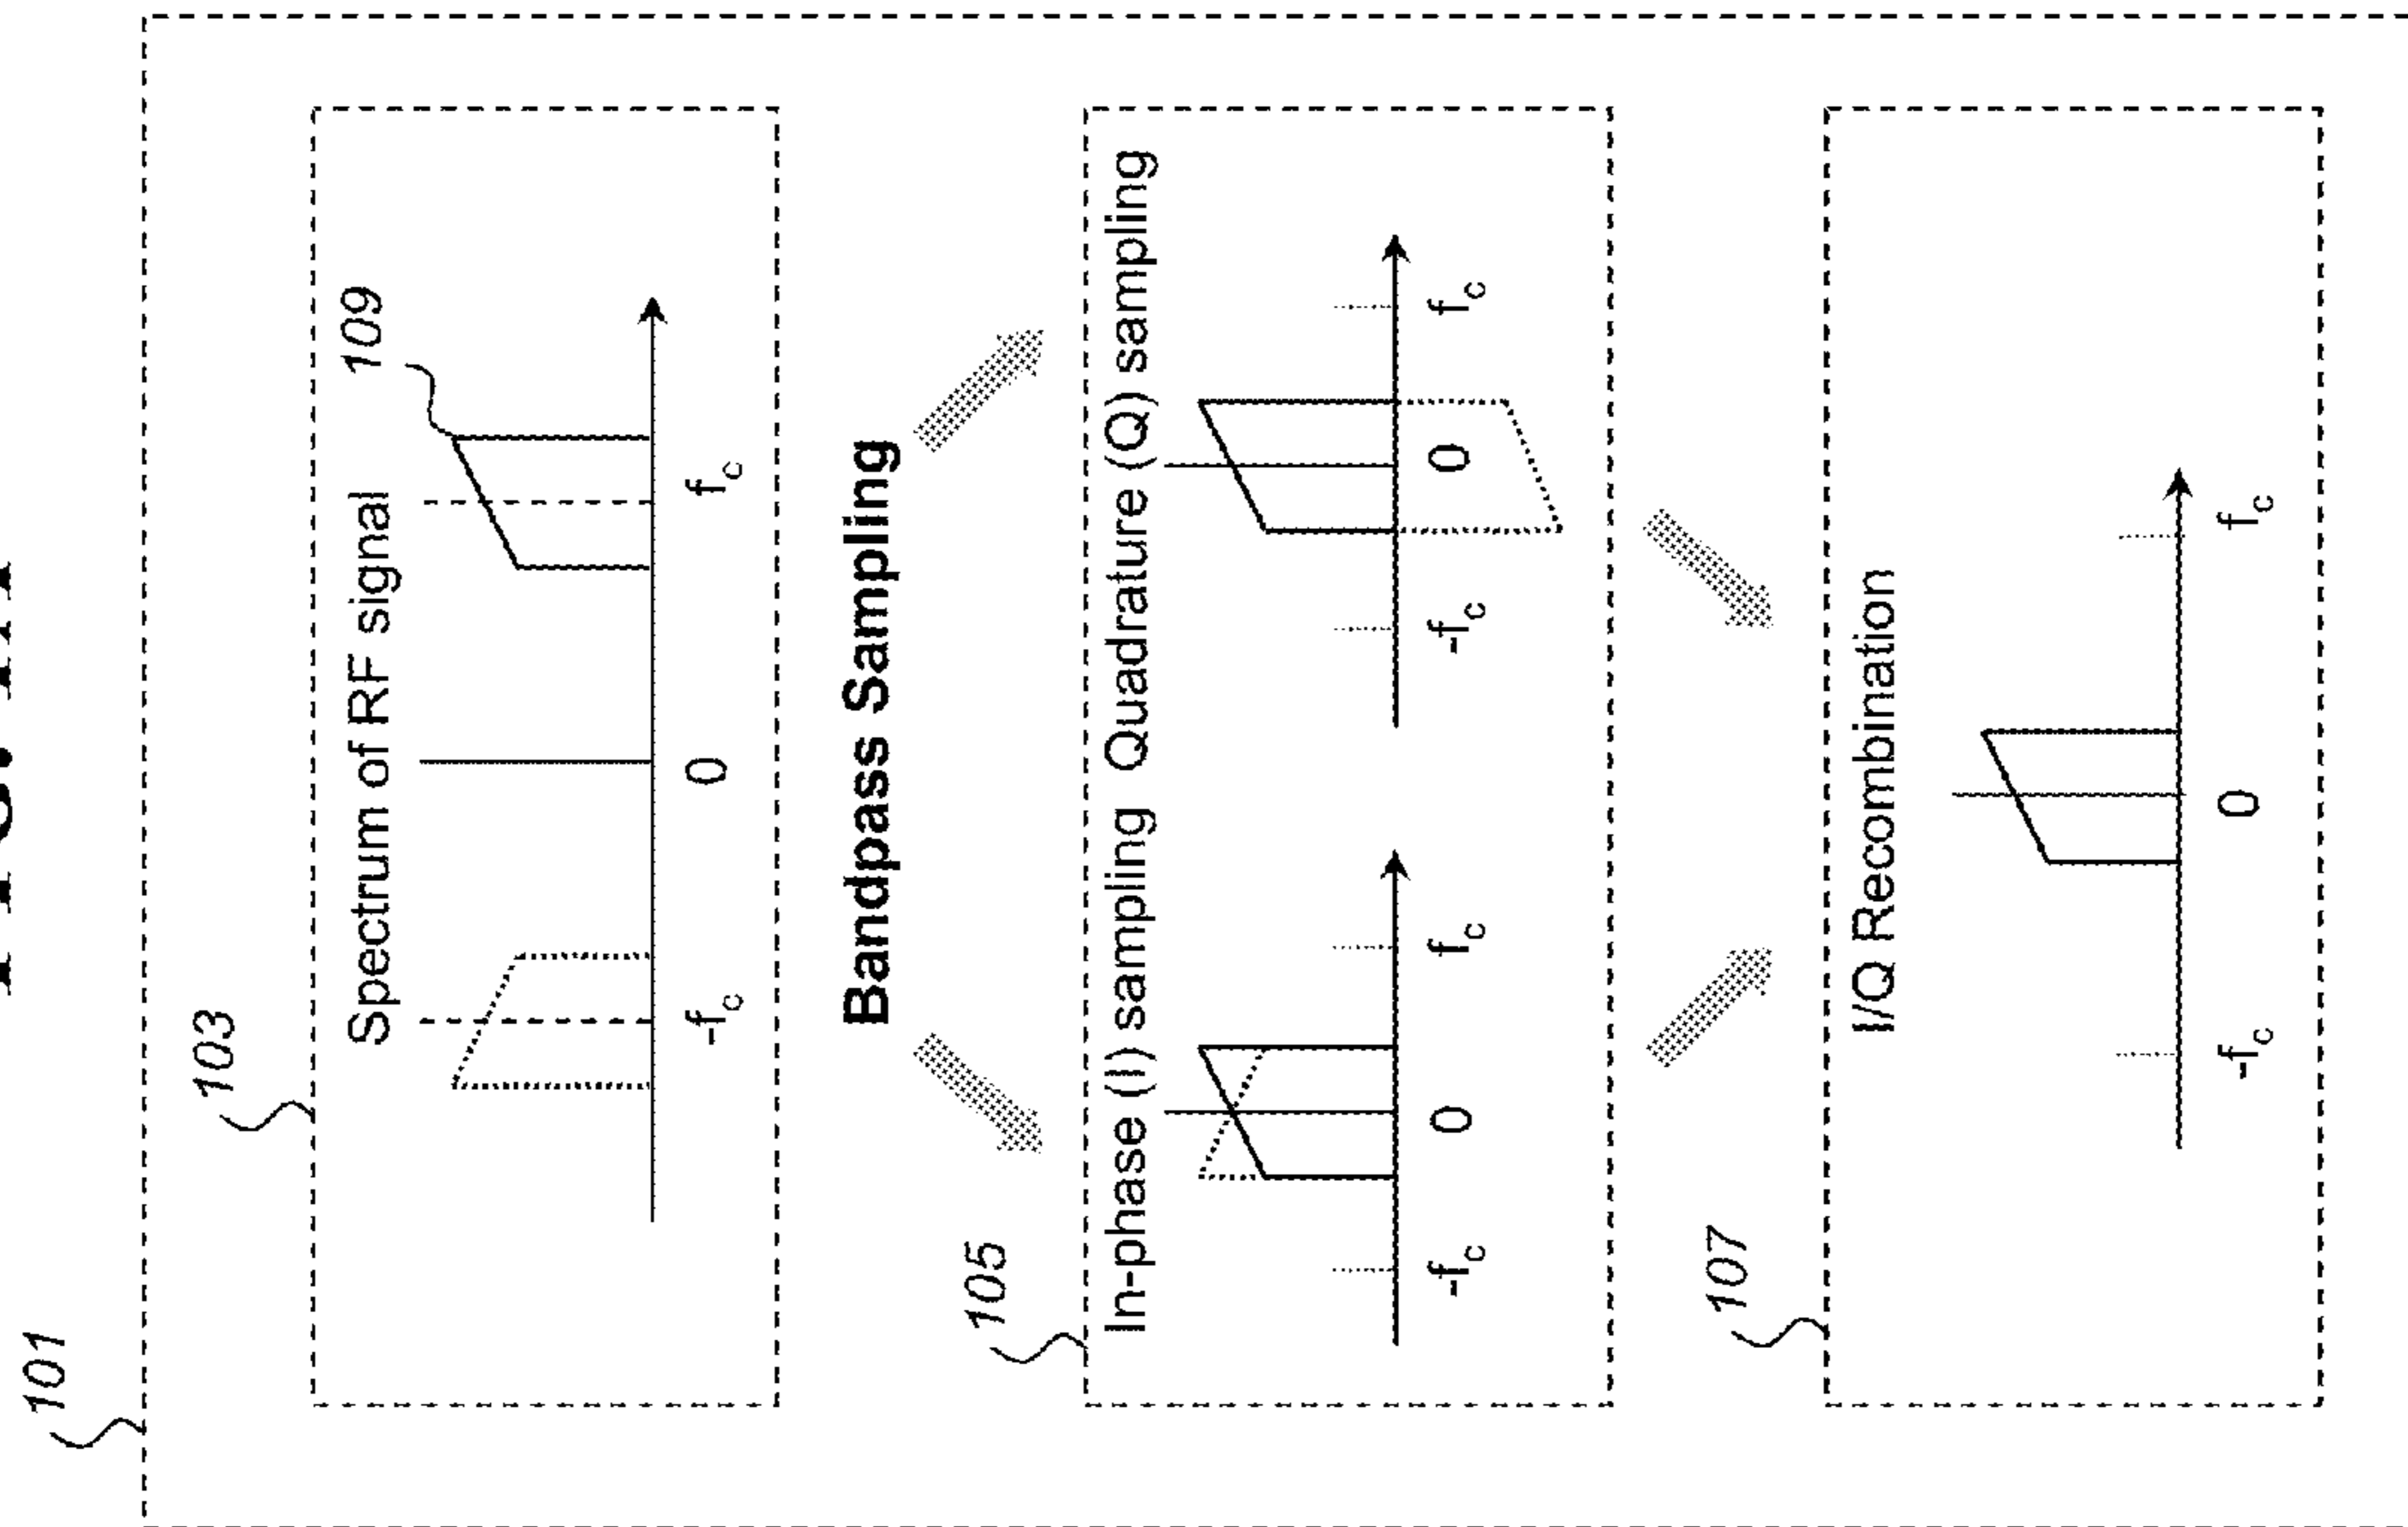 101
103
Spectrum of RF signal
109
-fc 0 fc
Bandpass Sampling
105
In-phase (I) sampling Quadrature (Q) sampling
-fc 0 fc -fc 0 fc
107
I/Q Recombination
-fc 0 fc